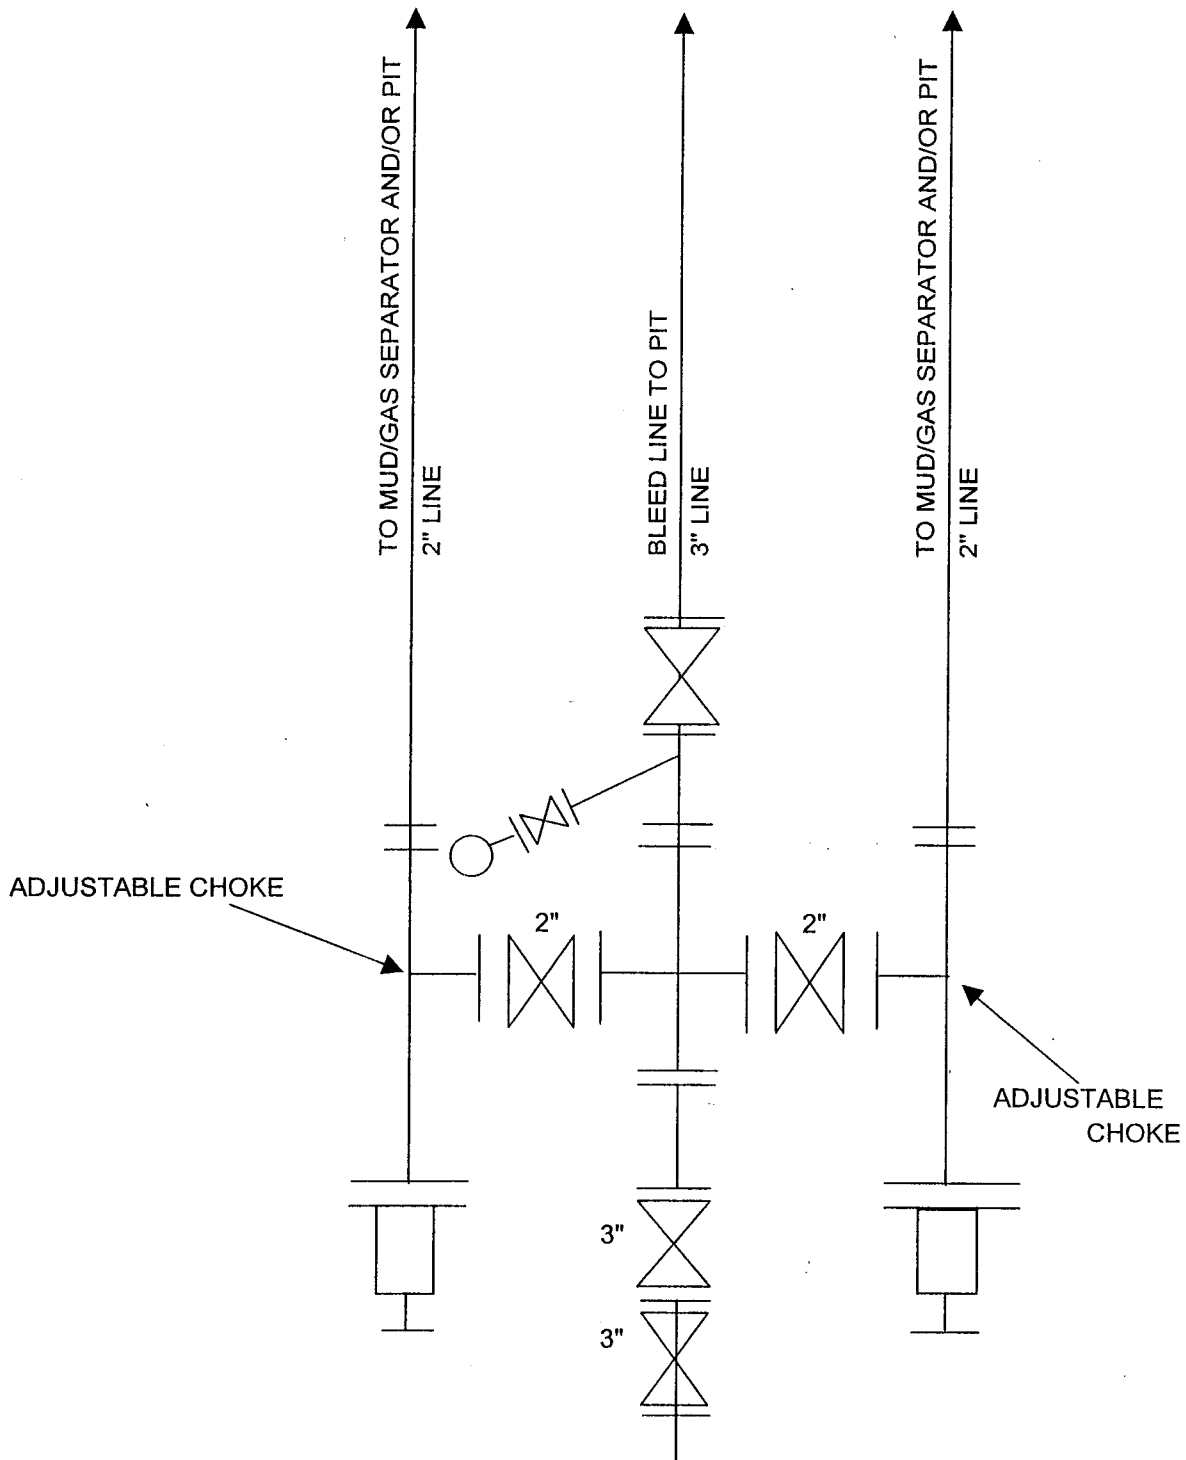 TO MUD/GAS SEPARATOR AND/OR PIT
2" LINE
BLEED LINE TO PIT
3" LINE
TO MUD/GAS SEPARATOR AND/OR PIT
2" LINE
ADJUSTABLE CHOKE
2"
2"
ADJUSTABLE
CHOKE
3"
3"